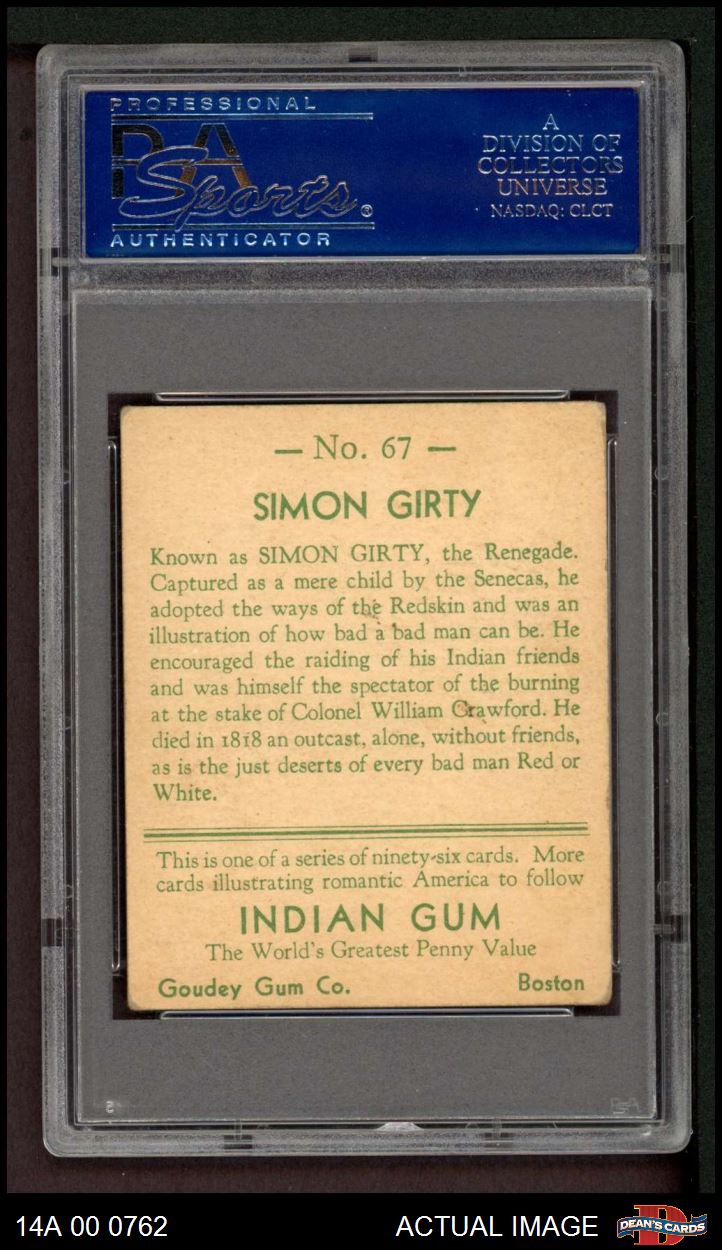 PROFESSIONAL
PSA
Sports®
AUTHENTICATOR
A
DIVISION OF
COLLECTORS
UNIVERSE
NASDAQ: CLCT
— No. 67 —
SIMON GIRTY
Known as SIMON GIRTY, the Renegade.
Captured as a mere child by the Senecas, he
adopted the ways of the Redskin and was an
illustration of how bad a bad man can be. He
encouraged the raiding of his Indian friends
and was himself the spectator of the burning
at the stake of Colonel William Crawford. He
died in 1818 an outcast, alone, without friends,
as is the just deserts of every bad man Red or
White.
This is one of a series of ninety-six cards. More
cards illustrating romantic America to follow
INDIAN GUM
The World's Greatest Penny Value
Goudey Gum Co. Boston
PSA
14A 00 0762 ACTUAL IMAGE DEAN'S CARDS